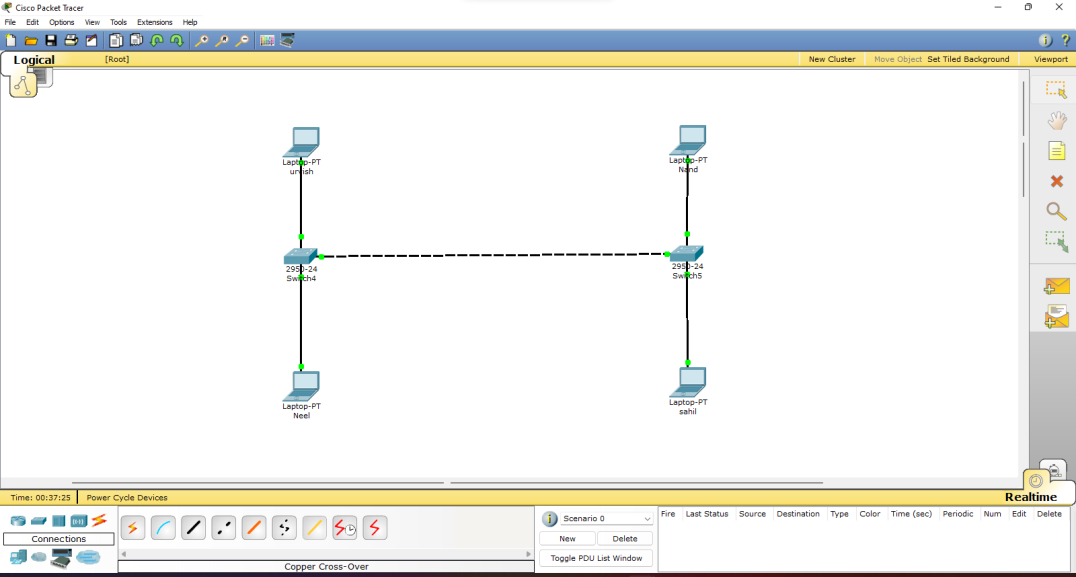 Cisco Packet Tracer
File Edit Options View Tools Extensions Help
Logical [Root] New Cluster Move Object Set Tiled Background Viewport
Laptop-PT
urvish
Laptop-PT
Nand
2950-24
Switch4
2950-24
Switch5
Laptop-PT
Neel
Laptop-PT
sahil
Time: 00:37:25 Power Cycle Devices Realtime
Connections
Copper Cross-Over
Scenario 0
New Delete
Toggle PDU List Window
Fire Last Status Source Destination Type Color Time (sec) Periodic Num Edit Delete